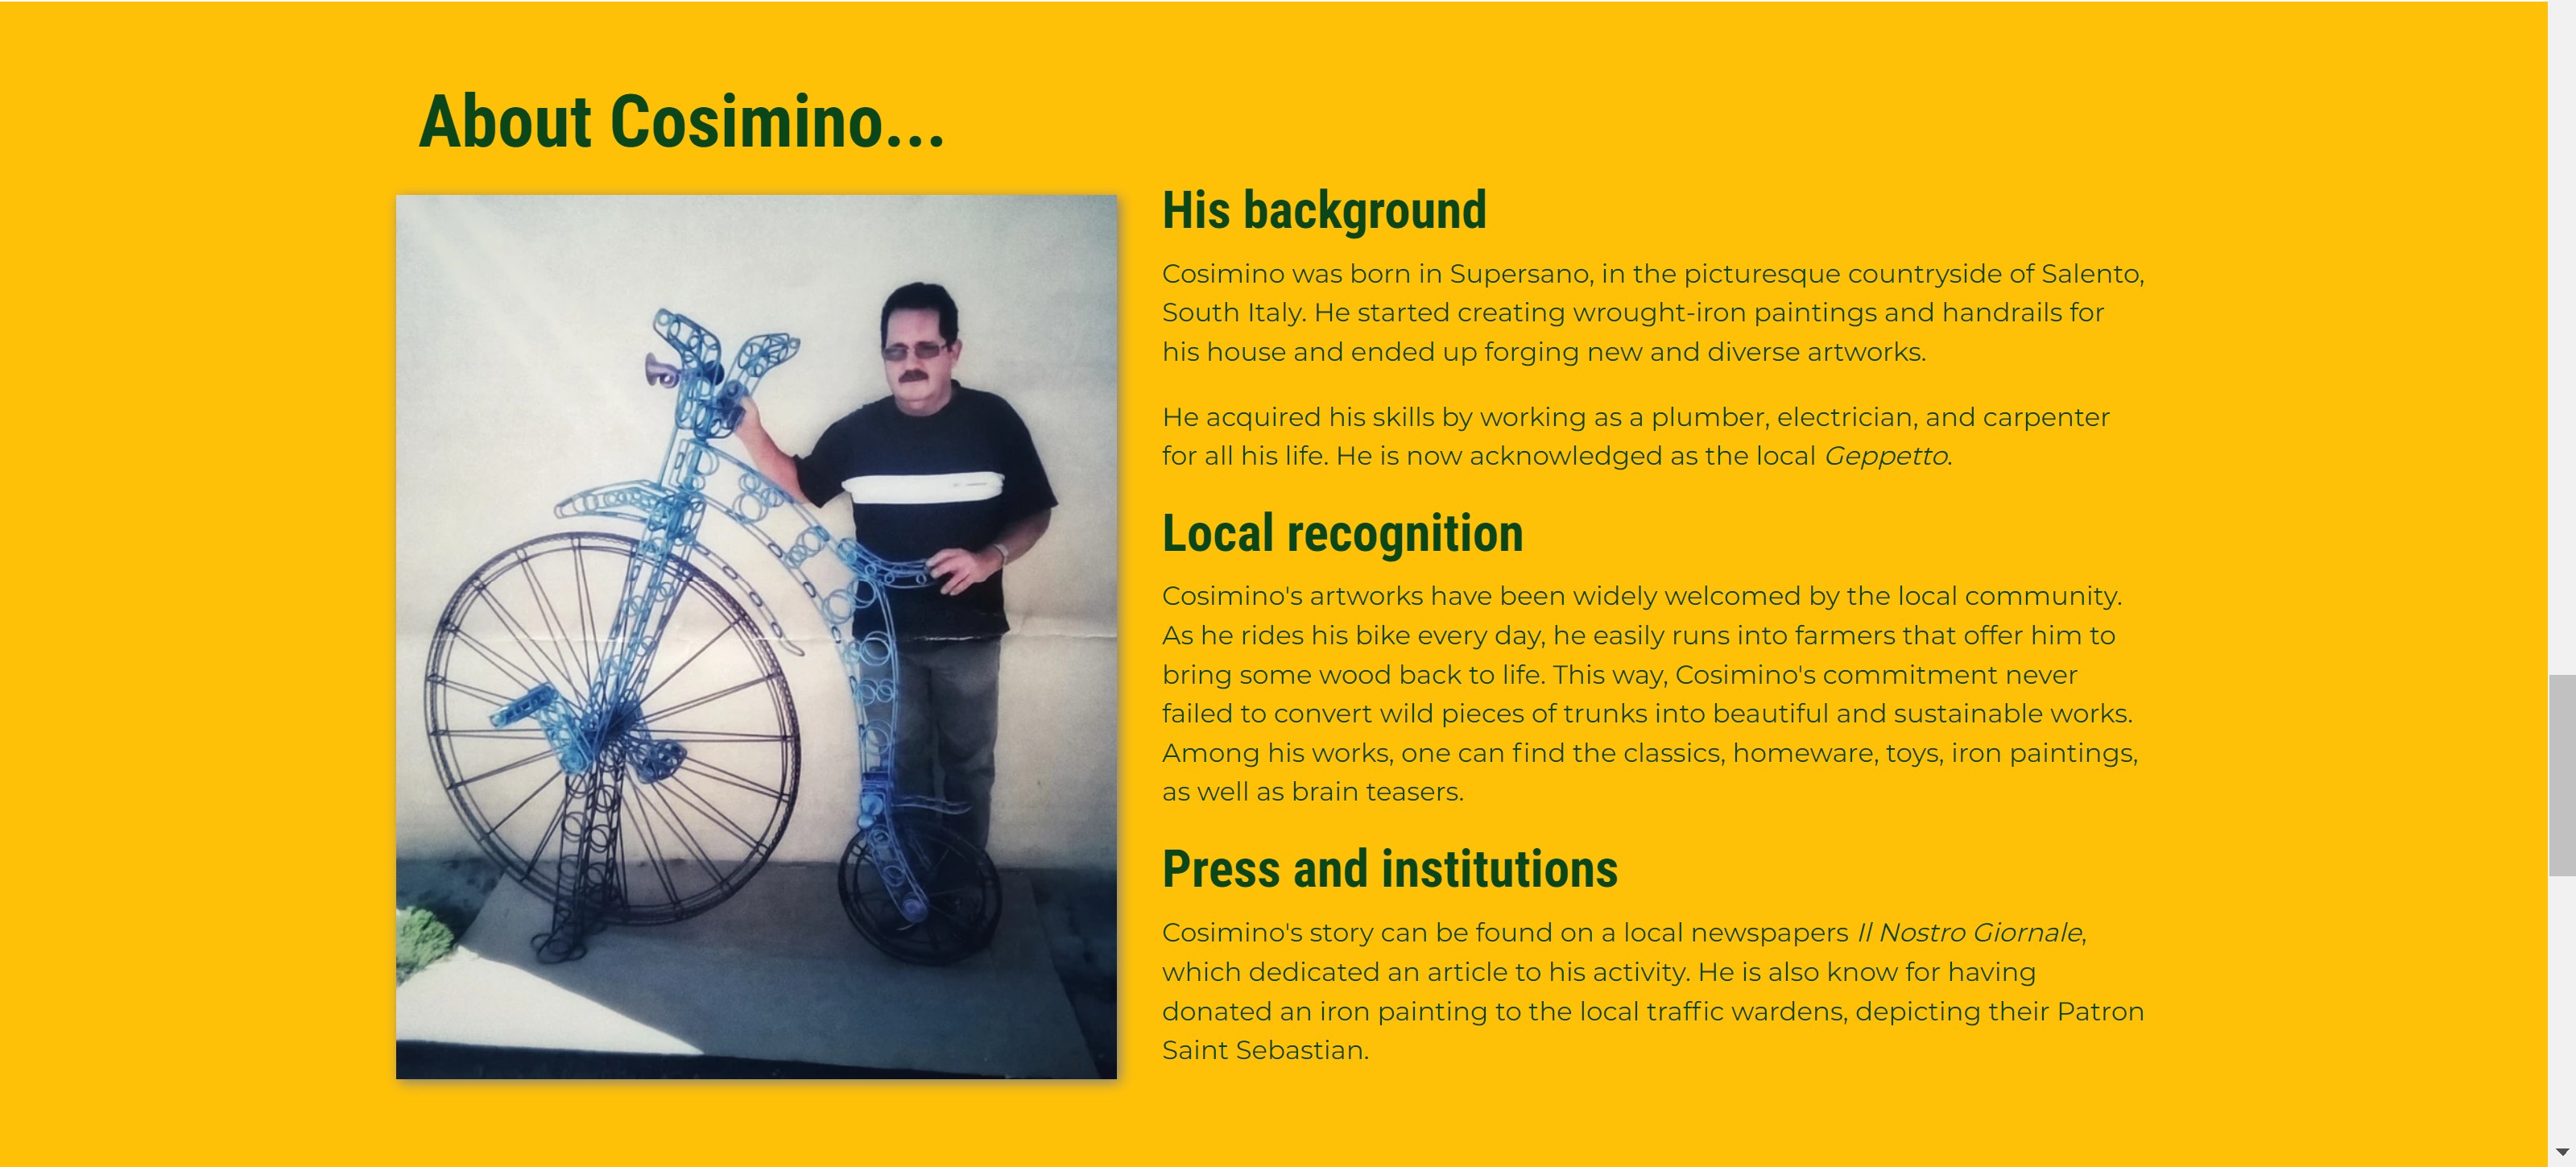 About Cosimino...
His background
Cosimino was born in Supersano, in the picturesque countryside of Salento,
South Italy. He started creating wrought-iron paintings and handrails for
his house and ended up forging new and diverse artworks.
He acquired his skills by working as a plumber, electrician, and carpenter
for all his life. He is now acknowledged as the local Geppetto.
Local recognition
Cosimino's artworks have been widely welcomed by the local community.
As he rides his bike every day, he easily runs into farmers that offer him to
bring some wood back to life. This way, Cosimino's commitment never
failed to convert wild pieces of trunks into beautiful and sustainable works.
Among his works, one can find the classics, homeware, toys, iron paintings,
as well as brain teasers.
Press and institutions
Cosimino's story can be found on a local newspapers Il Nostro Giornale,
which dedicated an article to his activity. He is also know for having
donated an iron painting to the local traffic wardens, depicting their Patron
Saint Sebastian.